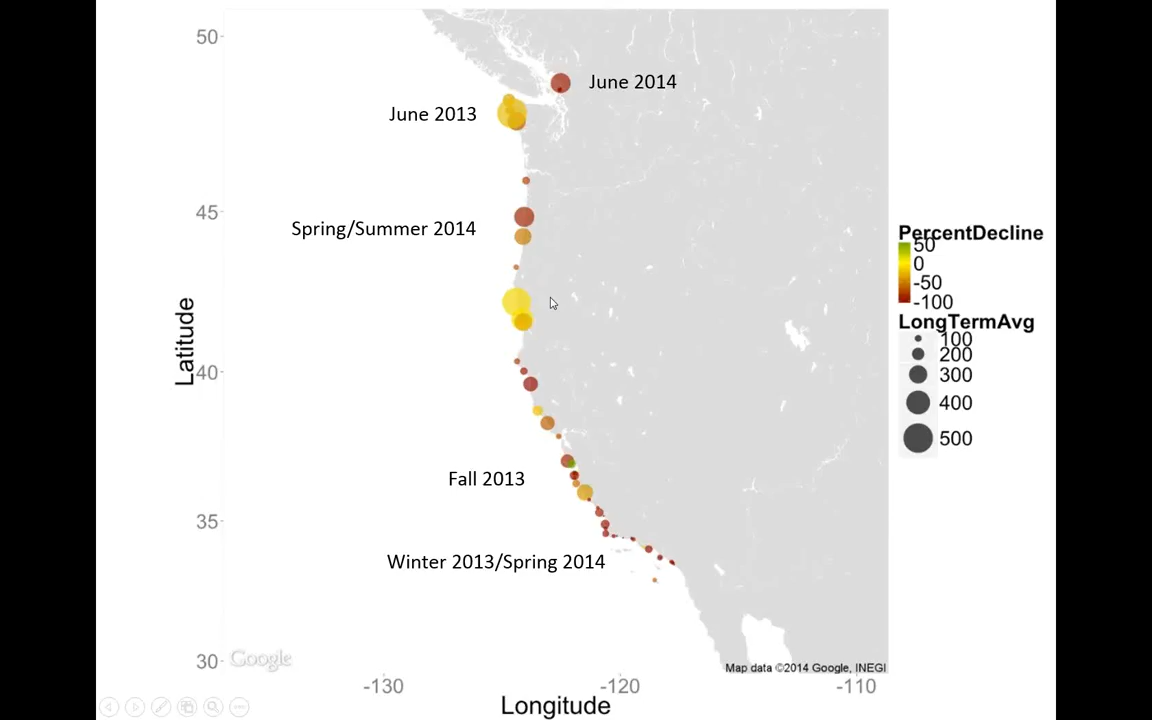 50
June 2014
June 2013
45
Spring/Summer 2014
PercentDecline
50
0
-50
-100
LongTermAvg
100
200
300
400
500
Latitude
40
Fall 2013
35
Winter 2013/Spring 2014
30
Google
Map data ©2014 Google, INEGI
-130
-120
-110
Longitude